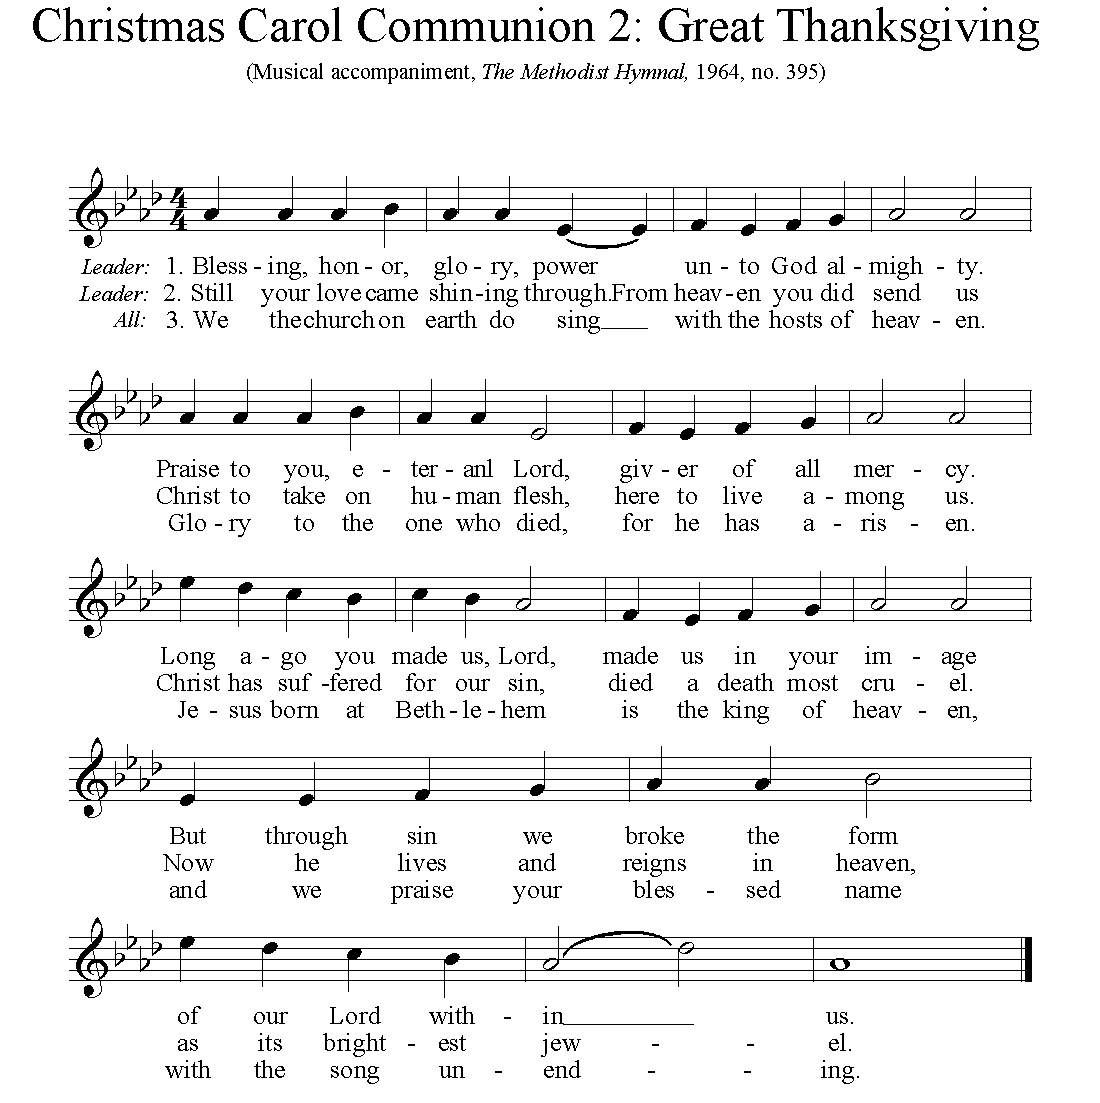 Christmas Carol Communion 2: Great Thanksgiving
(Musical accompaniment, The Methodist Hymnal, 1964, no. 395)
4
4
Leader: 1. Bless - ing, hon - or, glo - ry, power un - to God al - migh - ty.
Leader: 2. Still your love came shin - ing through. From heav - en you did send us
All: 3. We the church on earth do sing____ with the hosts of heav - en.
Praise to you, e - ter - anl Lord, giv - er of all mer - cy.
Christ to take on hu - man flesh, here to live a - mong us.
Glo - ry to the one who died, for he has a - ris - en.
Long a - go you made us, Lord, made us in your im - age
Christ has suf - fered for our sin, died a death most cru - el.
Je - sus born at Beth - le - hem is the king of heav - en,
But through sin we broke the form
Now he lives and reigns in heaven,
and we praise your bles - sed name
of our Lord with - in__________ us.
as its bright - est jew - - el.
with the song un - end - - ing.